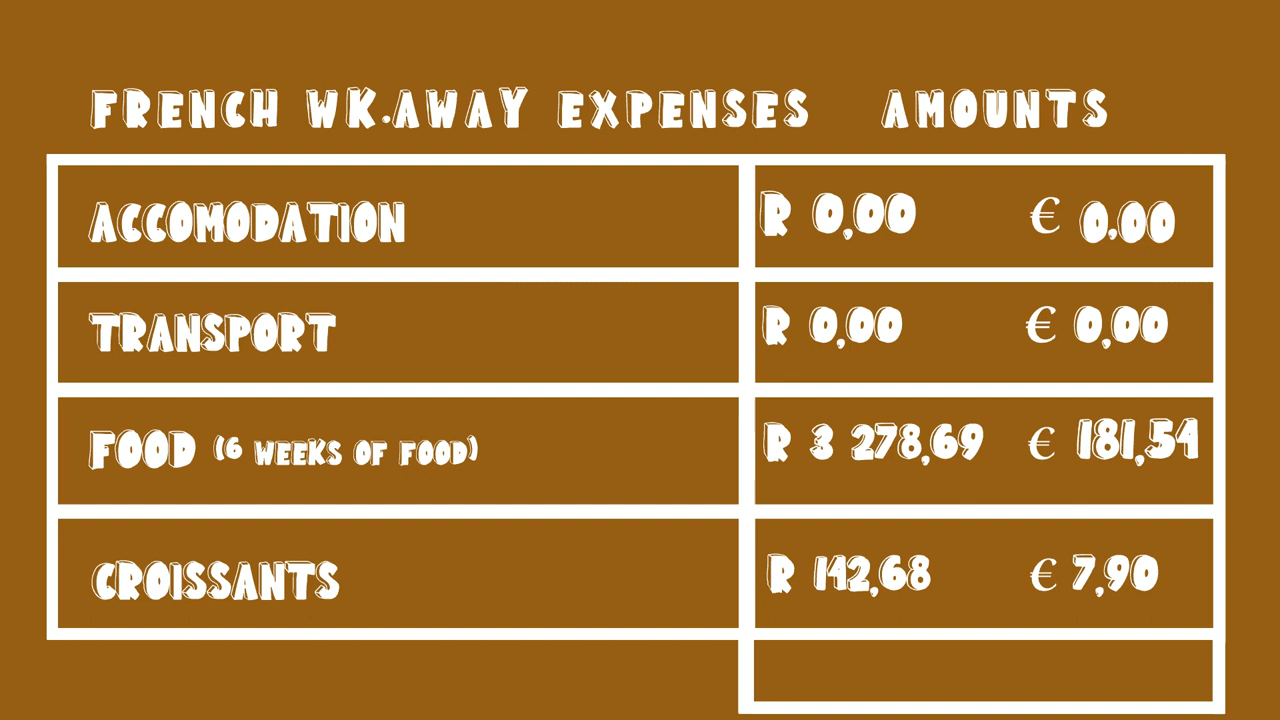 FRENCH WK.AWAY EXPENSES AMOUNTS
ACCOMODATION R 0,00 € 0,00
TRANSPORT R 0,00 € 0,00
FOOD (6 WEEKS OF FOOD) R 3 278,69 € 181,54
CROISSANTS R 142,68 € 7,90